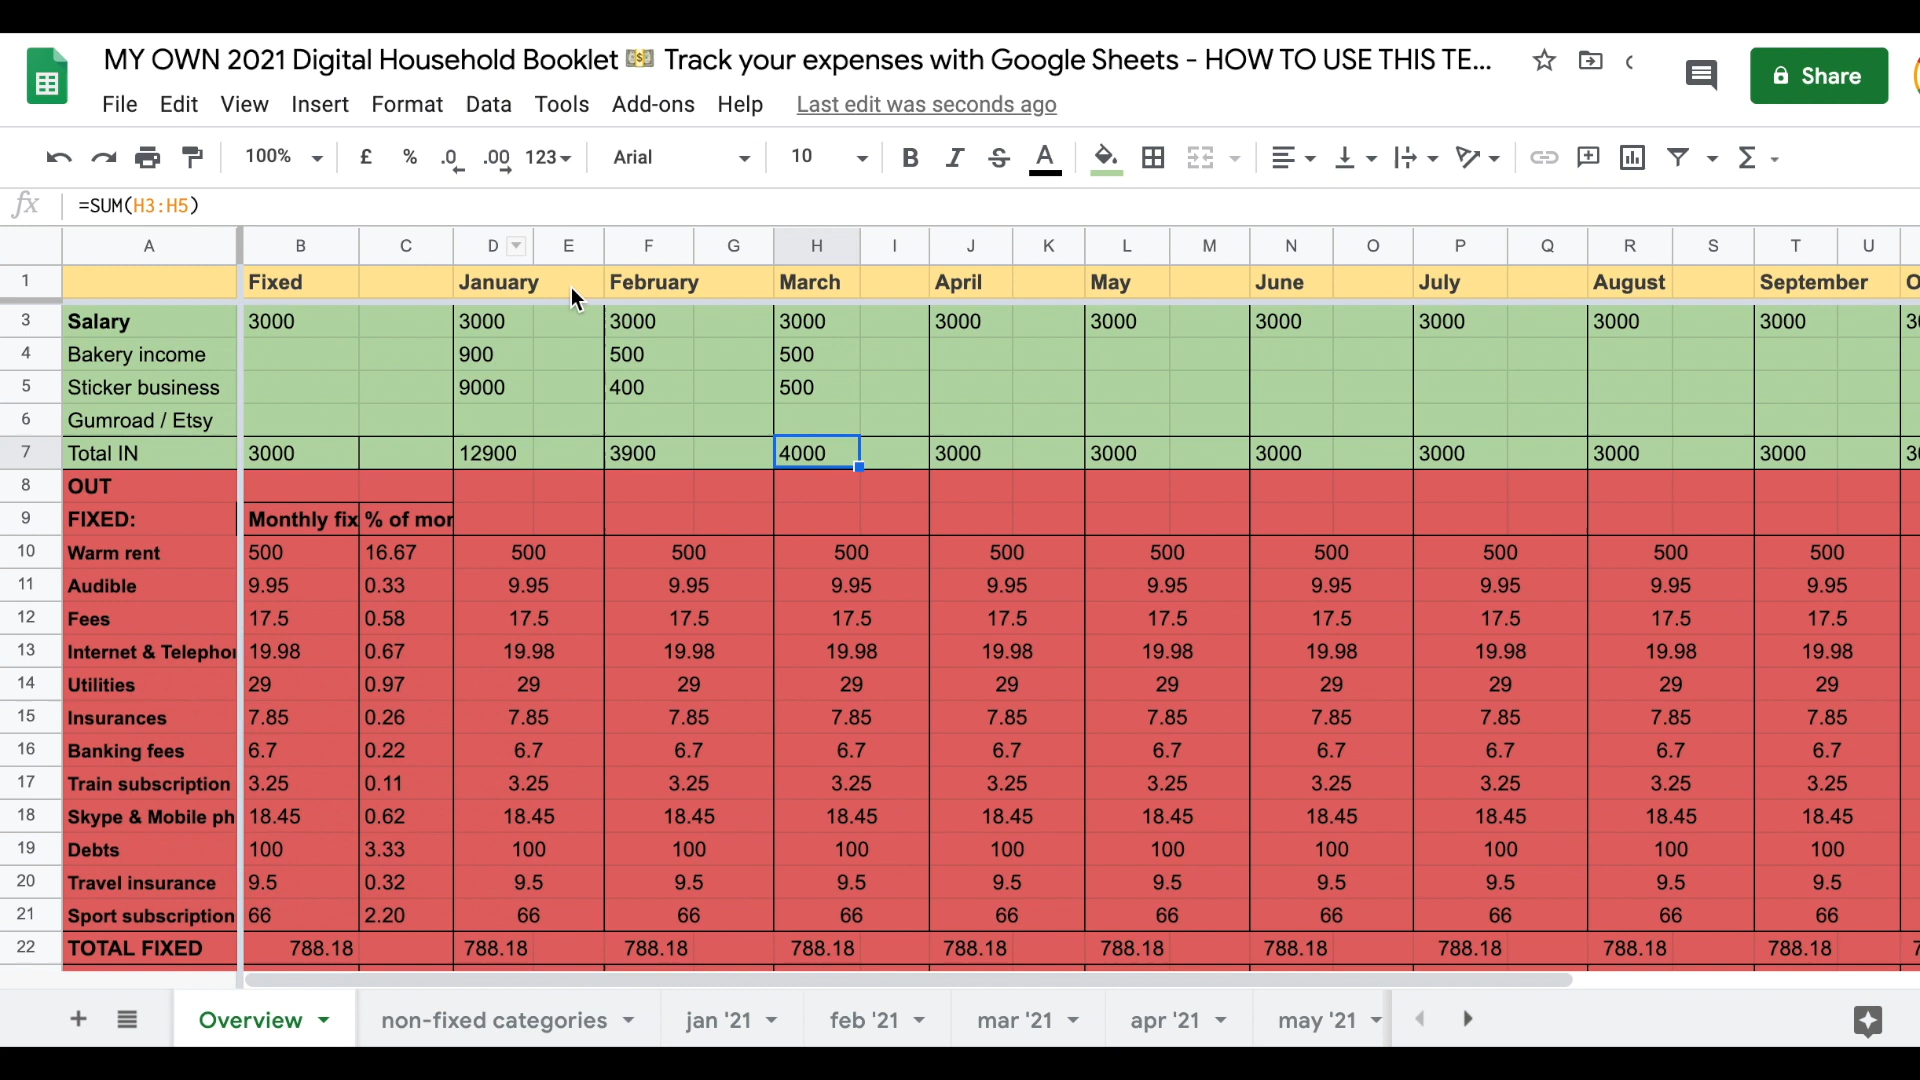 MY OWN 2021 Digital Household Booklet 💵 Track your expenses with Google Sheets - HOW TO USE THIS TE...
Share
File Edit View Insert Format Data Tools Add-ons Help Last edit was seconds ago
100% £ % .0 .00 123 Arial 10 B I S A
fx =SUM(H3:H5)
A B C D E F G H I J K L M N O P Q R S T U
1 Fixed January February March April May June July August September O
3 Salary 3000 3000 3000 3000 3000 3000 3000 3000 3000 3000 30
4 Bakery income 900 500 500
5 Sticker business 9000 400 500
6 Gumroad / Etsy
7 Total IN 3000 12900 3900 4000 3000 3000 3000 3000 3000 3000 30
8 OUT
9 FIXED: Monthly fix % of mor
10 Warm rent 500 16.67 500 500 500 500 500 500 500 500 500
11 Audible 9.95 0.33 9.95 9.95 9.95 9.95 9.95 9.95 9.95 9.95 9.95
12 Fees 17.5 0.58 17.5 17.5 17.5 17.5 17.5 17.5 17.5 17.5 17.5
13 Internet & Telephon 19.98 0.67 19.98 19.98 19.98 19.98 19.98 19.98 19.98 19.98 19.98
14 Utilities 29 0.97 29 29 29 29 29 29 29 29 29
15 Insurances 7.85 0.26 7.85 7.85 7.85 7.85 7.85 7.85 7.85 7.85 7.85
16 Banking fees 6.7 0.22 6.7 6.7 6.7 6.7 6.7 6.7 6.7 6.7 6.7
17 Train subscription 3.25 0.11 3.25 3.25 3.25 3.25 3.25 3.25 3.25 3.25 3.25
18 Skype & Mobile ph 18.45 0.62 18.45 18.45 18.45 18.45 18.45 18.45 18.45 18.45 18.45
19 Debts 100 3.33 100 100 100 100 100 100 100 100 100
20 Travel insurance 9.5 0.32 9.5 9.5 9.5 9.5 9.5 9.5 9.5 9.5 9.5
21 Sport subscription 66 2.20 66 66 66 66 66 66 66 66 66
22 TOTAL FIXED 788.18 788.18 788.18 788.18 788.18 788.18 788.18 788.18 788.18 788.18 7
Overview non-fixed categories jan '21 feb '21 mar '21 apr '21 may '21